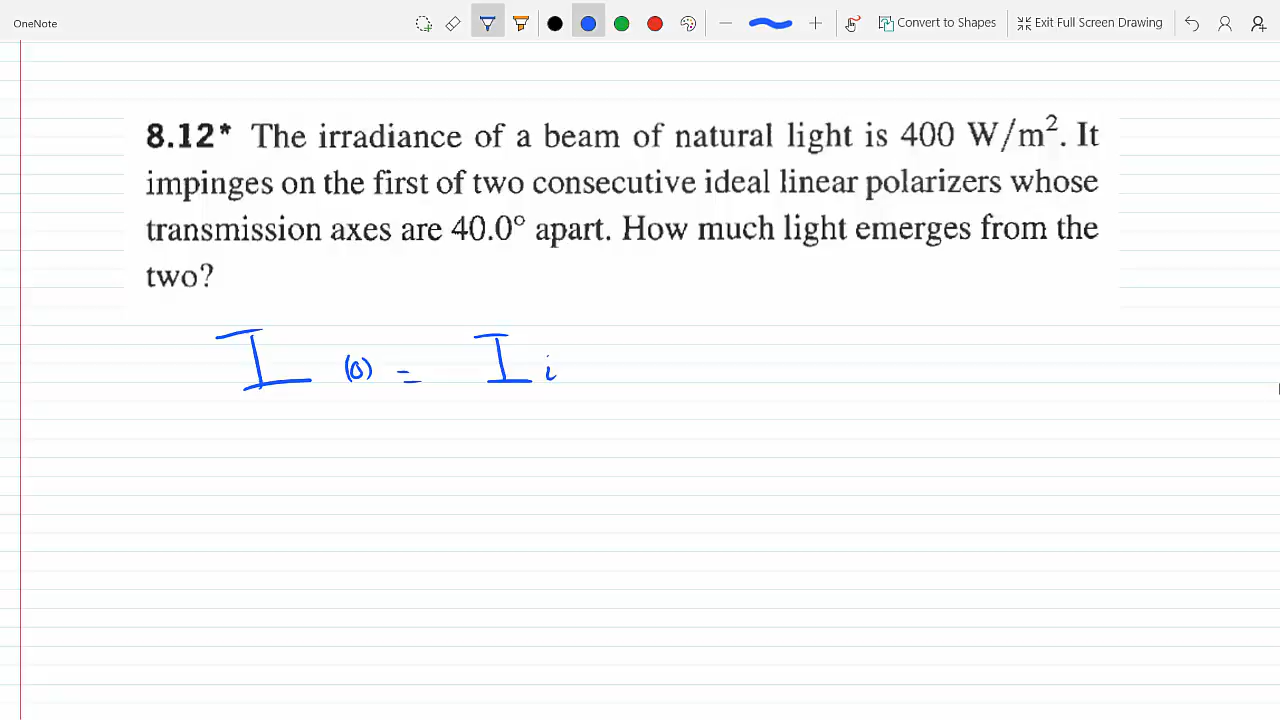 OneNote
Convert to Shapes
Exit Full Screen Drawing
8.12* The irradiance of a beam of natural light is 400 W/m². It
impinges on the first of two consecutive ideal linear polarizers whose
transmission axes are 40.0° apart. How much light emerges from the
two?
I (0) = I i